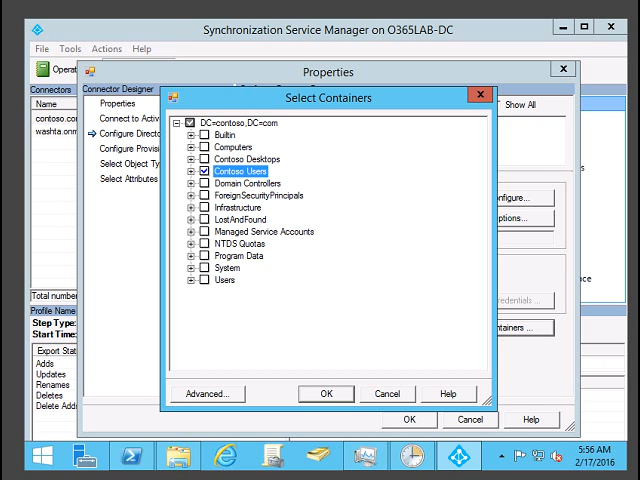 Synchronization Service Manager on O365LAB-DC
File Tools Actions Help
Operat
Properties
Connectors
Connector Designer
Name
contoso.con
washta.onm
Properties
Connect to Activ
Configure Direct
Configure Provisi
Select Object Ty
Select Attributes
Select Containers
Show All
DC=contoso,DC=com
Builtin
Computers
Contoso Desktops
Contoso Users
Domain Controllers
ForeignSecurityPrincipals
Infrastructure
LostAndFound
Managed Service Accounts
NTDS Quotas
Program Data
System
Users
nfigure...
ptions...
redentials ...
ntainers ...
Total number
Profile Name
Step Type:
Start Time:
Export Stat
Adds
Updates
Renames
Deletes
Delete Add
Advanced... OK Cancel Help
OK Cancel Help
5:56 AM
2/17/2016